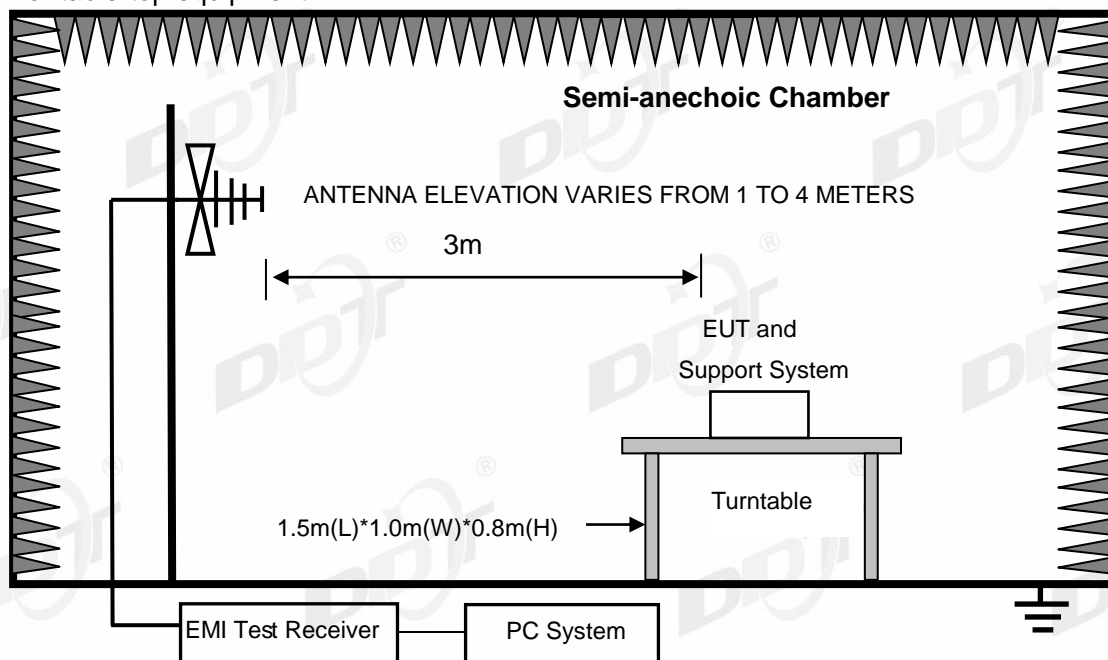 Semi-anechoic Chamber
ANTENNA ELEVATION VARIES FROM 1 TO 4 METERS
3m
EUT and
Support System
Turntable
1.5m(L)*1.0m(W)*0.8m(H)
EMI Test Receiver
PC System